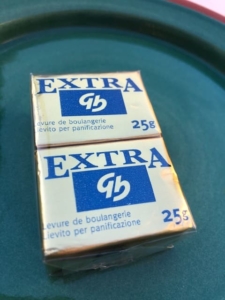 EXTRA
Gb
Levure de boulangerie
Lievito per panificazione
25g
EXTRA
Gb
Levure de boulangerie
Lievito per panificazione
25g